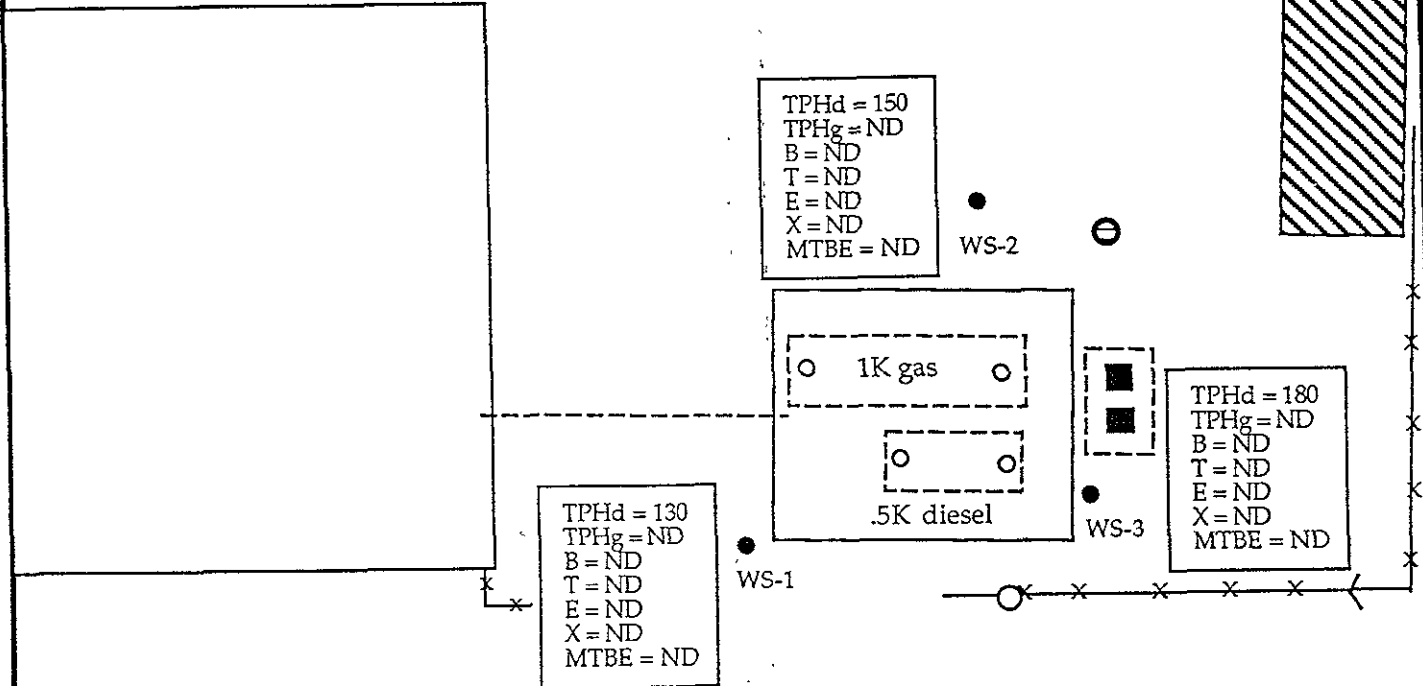 TPHd = 150
TPHg = ND
B = ND
T = ND
E = ND
X = ND
MTBE = ND
WS-2
1K gas
.5K diesel
TPHd = 180
TPHg = ND
B = ND
T = ND
E = ND
X = ND
MTBE = ND
WS-3
TPHd = 130
TPHg = ND
B = ND
T = ND
E = ND
X = ND
MTBE = ND
WS-1